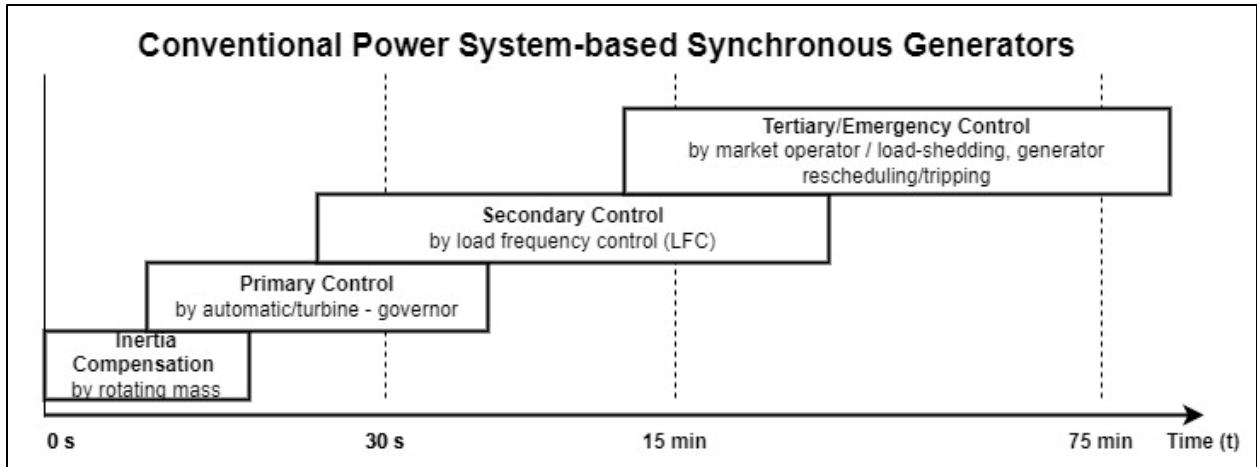 Conventional Power System-based Synchronous Generators
Tertiary/Emergency Control
by market operator / load-shedding, generator
rescheduling/tripping
Secondary Control
by load frequency control (LFC)
Primary Control
by automatic/turbine - governor
Inertia
Compensation
by rotating mass
0 s
30 s
15 min
75 min
Time (t)